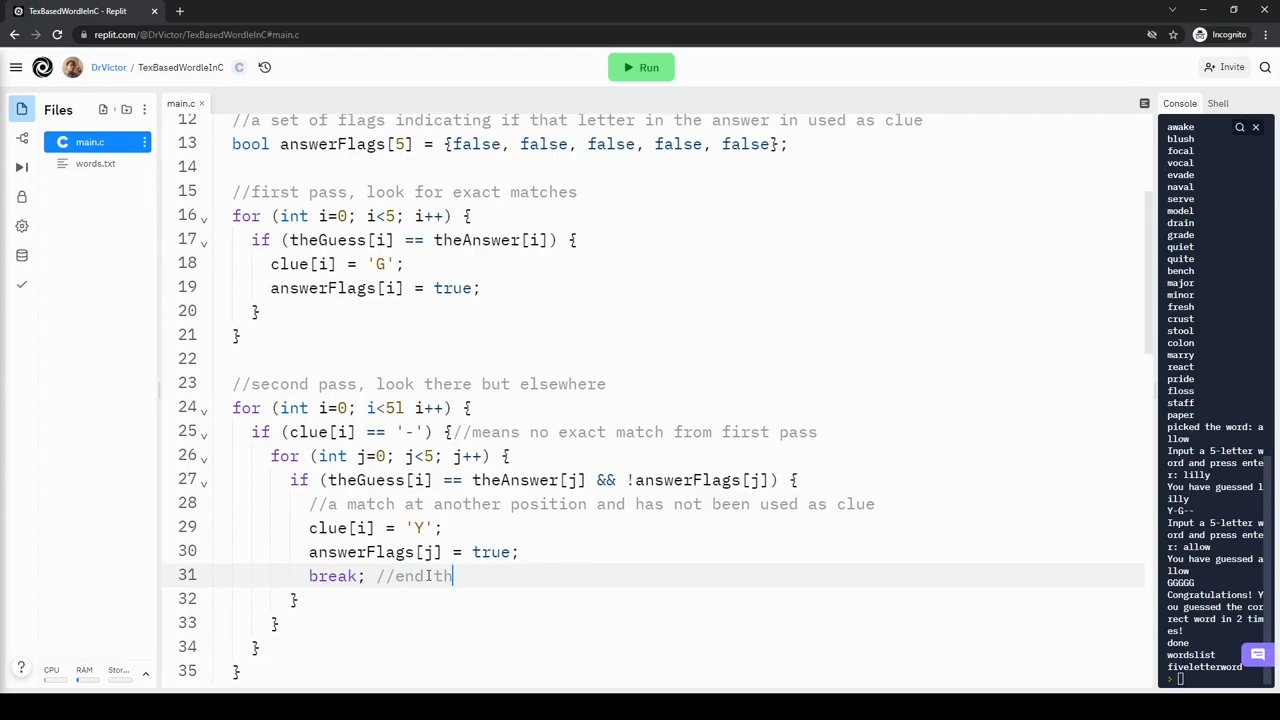 TexBasedWordleInC - Replit
replit.com/@DrVictor/TexBasedWordleInC#main.c
Incognito
DrVictor / TexBasedWordleInC C
Run
Invite
Files
main.c
words.txt
CPU RAM Stor...
main.c
12 //a set of flags indicating if that letter in the answer in used as clue
13 bool answerFlags[5] = {false, false, false, false, false};
14
15 //first pass, look for exact matches
16 for (int i=0; i<5; i++) {
17 if (theGuess[i] == theAnswer[i]) {
18 clue[i] = 'G';
19 answerFlags[i] = true;
20 }
21 }
22
23 //second pass, look there but elsewhere
24 for (int i=0; i<5l i++) {
25 if (clue[i] == '-') {//means no exact match from first pass
26 for (int j=0; j<5; j++) {
27 if (theGuess[i] == theAnswer[j] && !answerFlags[j]) {
28 //a match at another position and has not been used as clue
29 clue[i] = 'Y';
30 answerFlags[j] = true;
31 break; //end th
32 }
33 }
34 }
35 }
Console Shell
awake
blush
focal
vocal
evade
naval
serve
model
drain
grade
quiet
quite
bench
major
minor
fresh
crust
stool
colon
marry
react
pride
floss
staff
paper
picked the word: a
llow
Input a 5-letter w
ord and press ente
r: lilly
You have guessed l
illy
Y-G--
Input a 5-letter w
ord and press ente
r: allow
You have guessed a
llow
GGGGG
Congratulations! Y
ou guessed the cor
rect word in 2 tim
es!
done
wordslist
fiveletterword
>